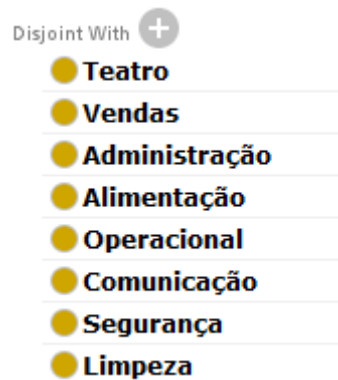 Disjoint With
Teatro
Vendas
Administração
Alimentação
Operacional
Comunicação
Segurança
Limpeza